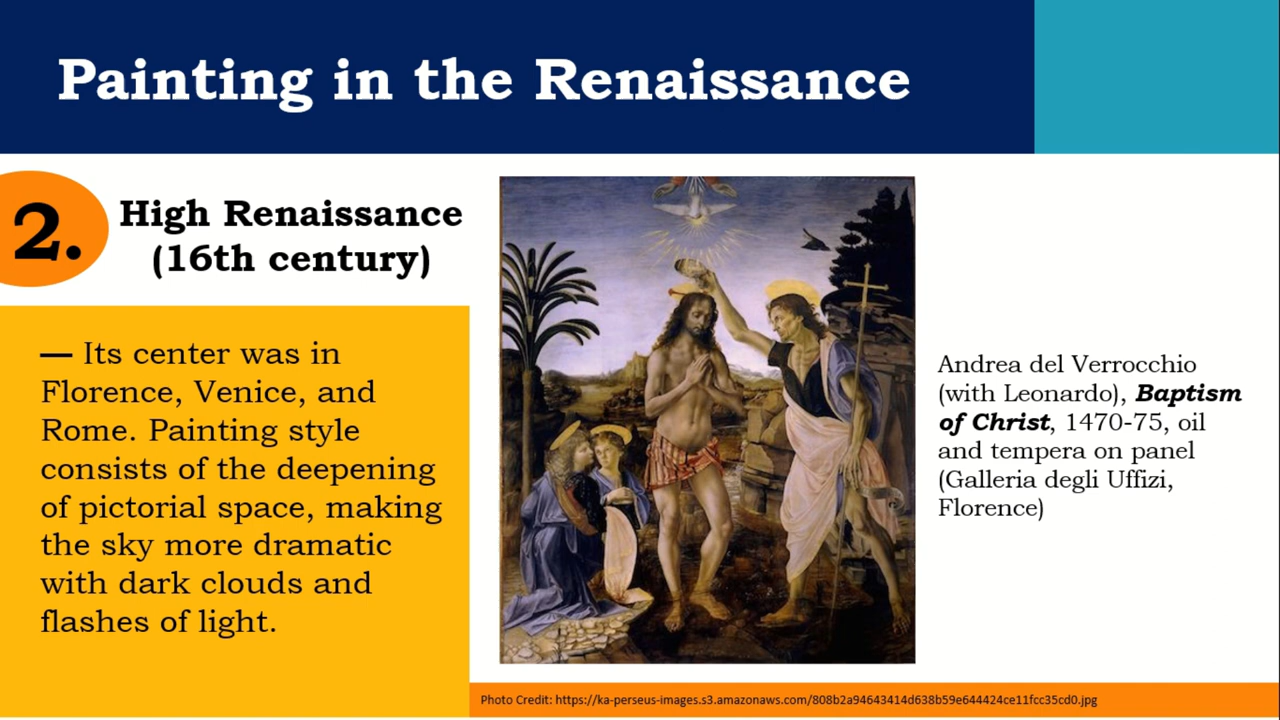 Painting in the Renaissance
2.
High Renaissance
(16th century)
— Its center was in
Florence, Venice, and
Rome. Painting style
consists of the deepening
of pictorial space, making
the sky more dramatic
with dark clouds and
flashes of light.
Andrea del Verrocchio
(with Leonardo), Baptism
of Christ, 1470-75, oil
and tempera on panel
(Galleria degli Uffizi,
Florence)
Photo Credit: https://ka-perseus-images.s3.amazonaws.com/808b2a94643414d638b59e644424ce11fcc35cd0.jpg